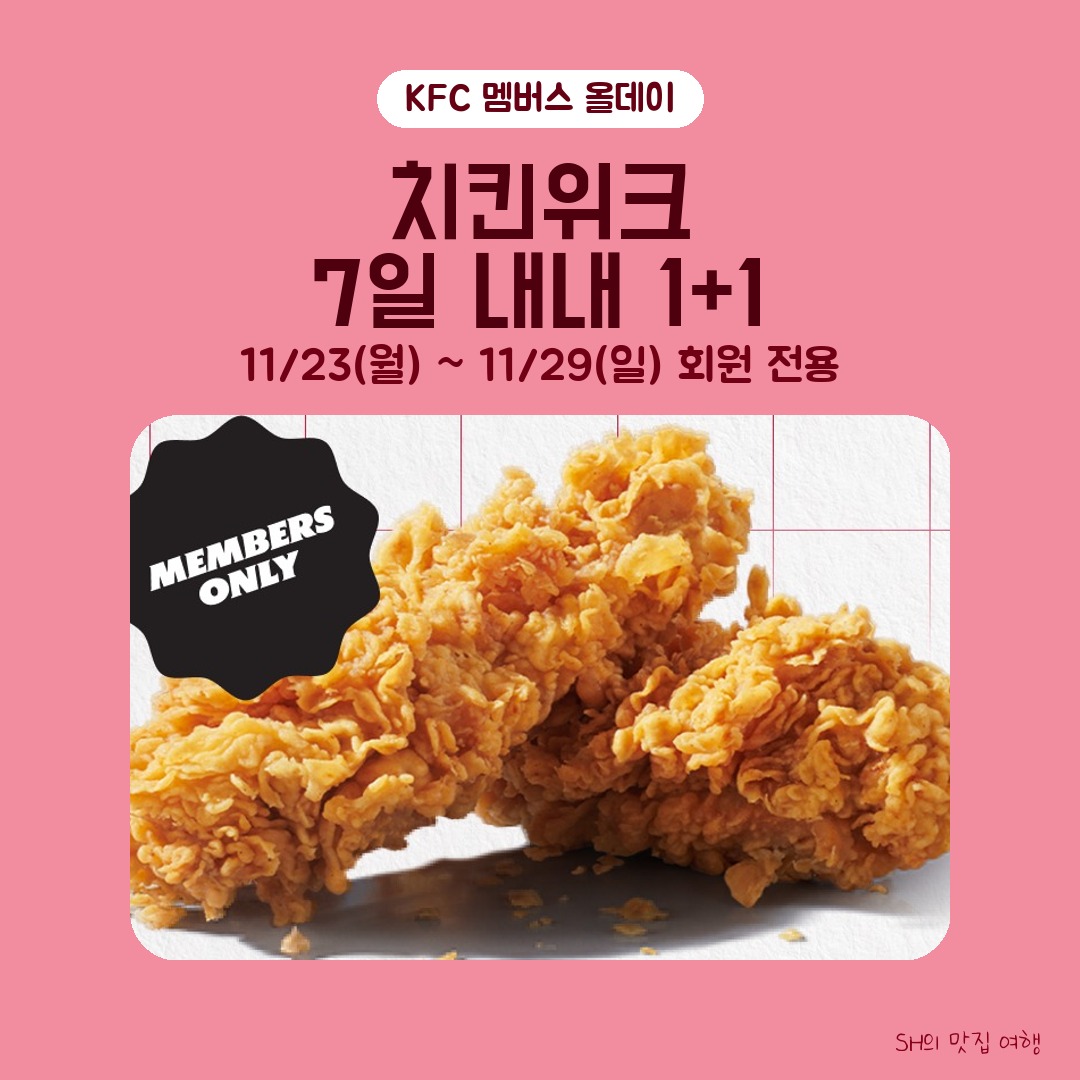 KFC 멤버스 올데이
치킨위크
7일 내내 1+1
11/23(월) ~ 11/29(일) 회원 전용
MEMBERS
ONLY
SH의 맛집 여행